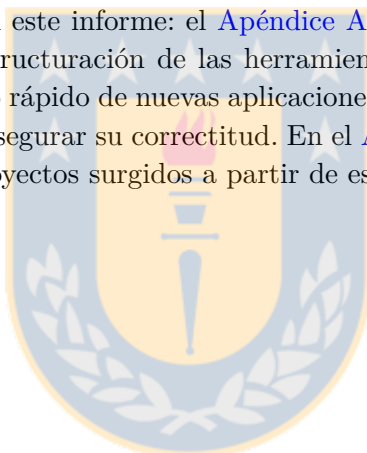 este informe: el Apéndice A
ructuración de las herramien
rápido de nuevas aplicacione
segurar su correctitud. En el
yectos surgidos a partir de es